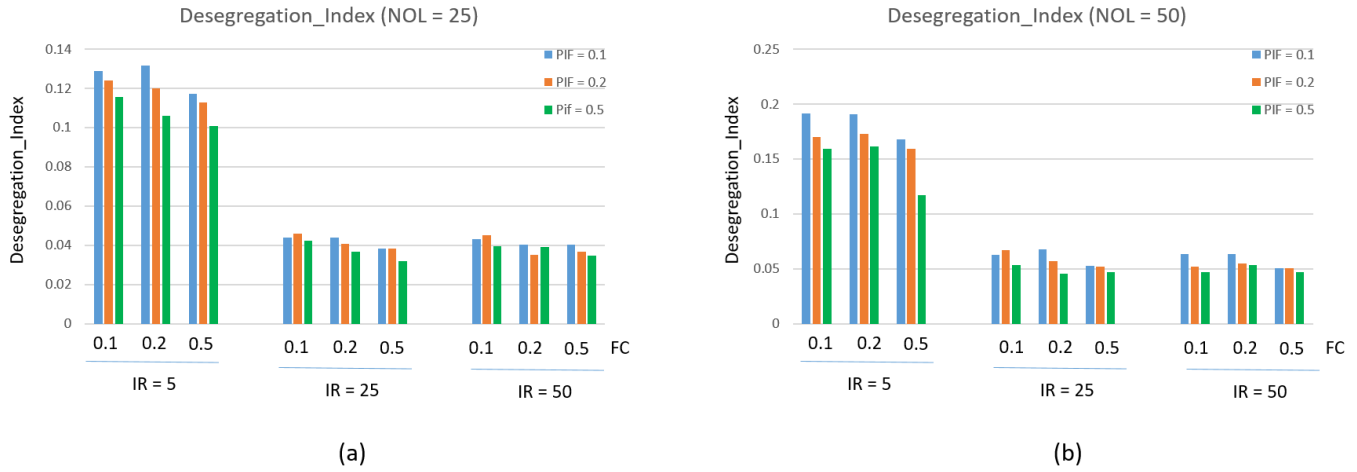 Desegregation_Index (NOL = 25)
Desegregation_Index
0.14
0.12
0.1
0.08
0.06
0.04
0.02
0
PIF = 0.1
PIF = 0.2
Pif = 0.5
0.1 0.2 0.5 0.1 0.2 0.5 0.1 0.2 0.5 FC
IR = 5 IR = 25 IR = 50
(a)
Desegregation_Index (NOL = 50)
Desegregation_Index
0.25
0.2
0.15
0.1
0.05
0
PIF = 0.1
PIF = 0.2
PIF = 0.5
0.1 0.2 0.5 0.1 0.2 0.5 0.1 0.2 0.5 FC
IR = 5 IR = 25 IR = 50
(b)